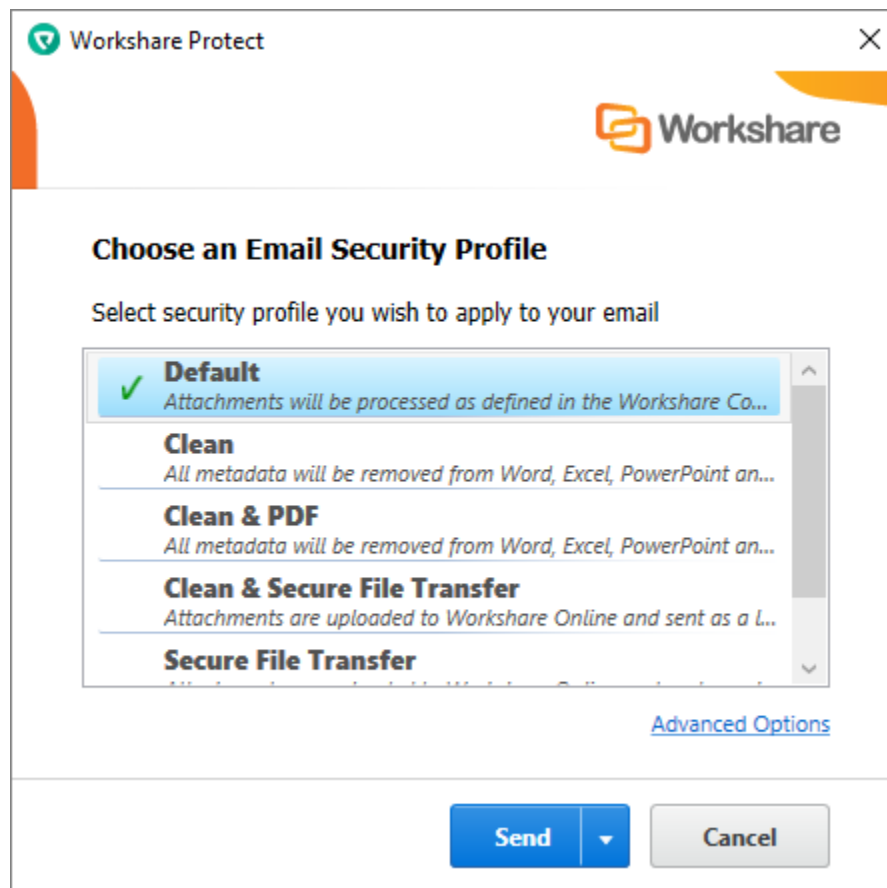 Workshare Protect
Workshare
Choose an Email Security Profile
Select security profile you wish to apply to your email
Default
Attachments will be processed as defined in the Workshare Co...
Clean
All metadata will be removed from Word, Excel, PowerPoint an...
Clean & PDF
All metadata will be removed from Word, Excel, PowerPoint an...
Clean & Secure File Transfer
Attachments are uploaded to Workshare Online and sent as a l...
Secure File Transfer
Advanced Options
Send
Cancel